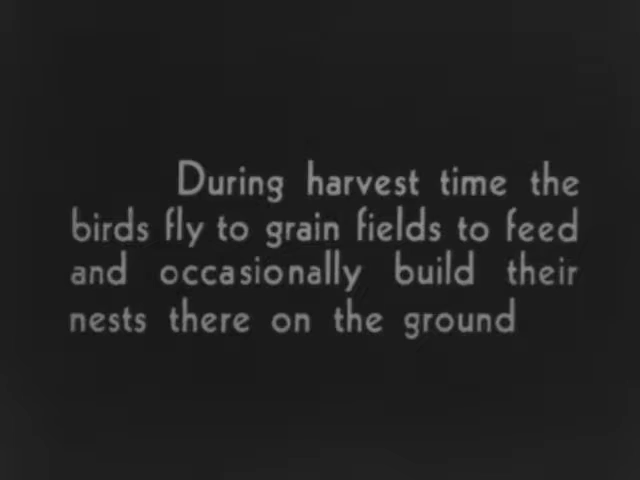 During harvest time the
birds fly to grain fields to feed
and occasionally build their
nests there on the ground